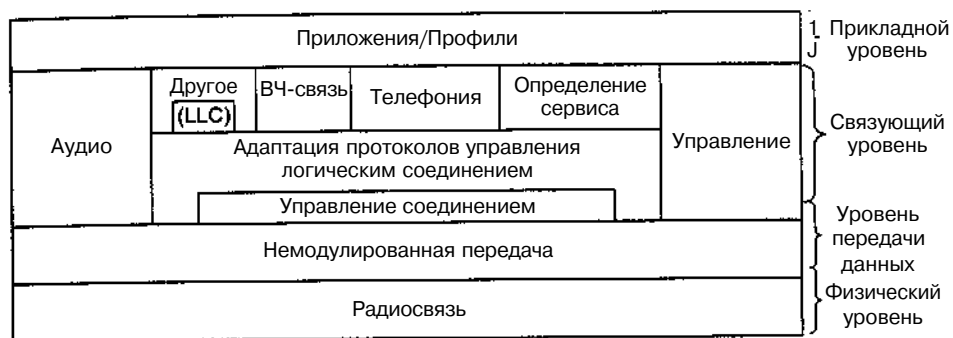 Приложения/Профили
Прикладной
уровень
Аудио
Другое
(LLC)
ВЧ-связь
Телефония
Определение
сервиса
Управление
Связующий
уровень
Адаптация протоколов управления
логическим соединением
Управление соединением
Немодулированная передача
Уровень
передачи
данных
Радиосвязь
Физический
уровень